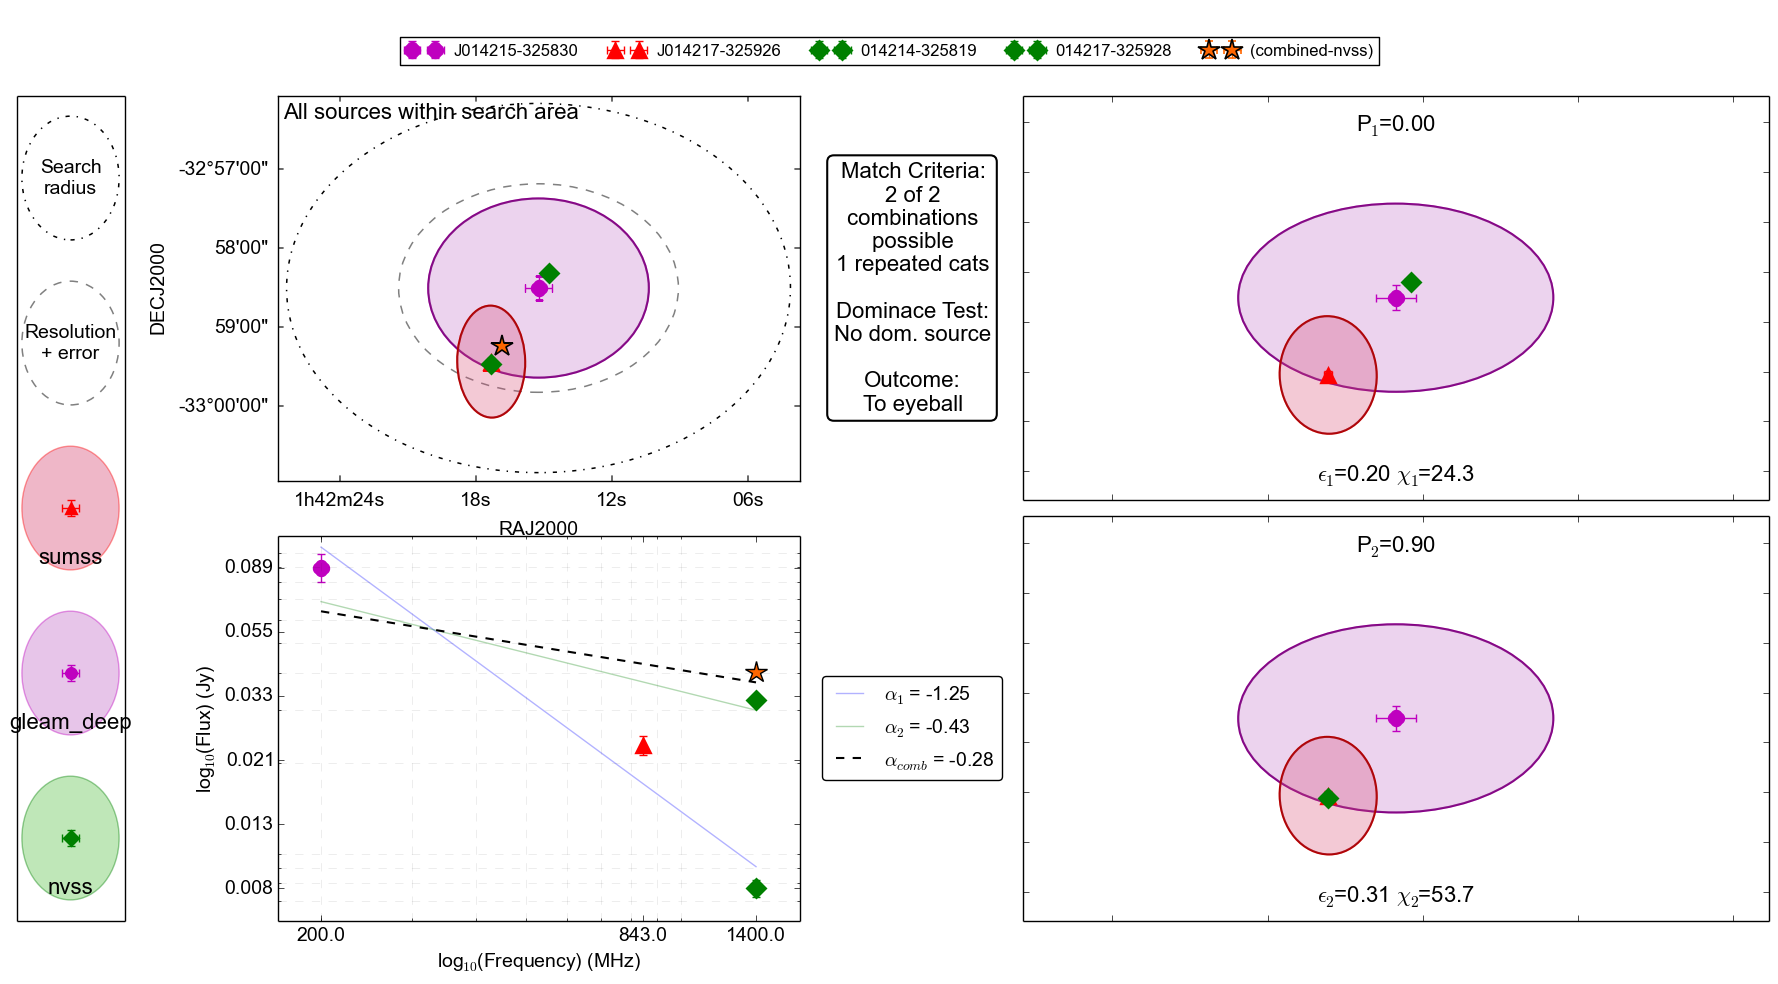 J014215-325830 J014217-325926 014214-325819 014217-325928 (combined-nvss)
Search
radius
Resolution
+ error
sumss
gleam_deep
nvss
All sources within search area
DECJ2000
-32°57'00"
58'00"
59'00"
-33°00'00"
1h42m24s 18s 12s 06s
RAJ2000
Match Criteria:
2 of 2
combinations
possible
1 repeated cats
Dominace Test:
No dom. source
Outcome:
To eyeball
P₁=0.00
ϵ₁=0.20 χ₁=24.3
log₁₀(Flux) (Jy)
0.089
0.055
0.033
0.021
0.013
0.008
200.0 843.0 1400.0
log₁₀(Frequency) (MHz)
α₁ = -1.25
α₂ = -0.43
α_comb = -0.28
P₂=0.90
ϵ₂=0.31 χ₂=53.7